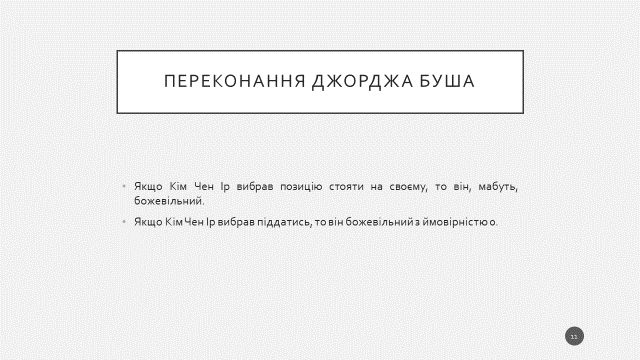 ПЕРЕКОНАННЯ ДЖОРДЖА БУША
• Якщо Кім Чен Ір вибрав позицію стояти на своєму, то він, мабуть,
божевільний.
• Якщо Кім Чен Ір вибрав піддатись, то він божевільний з ймовірністю 0.
11